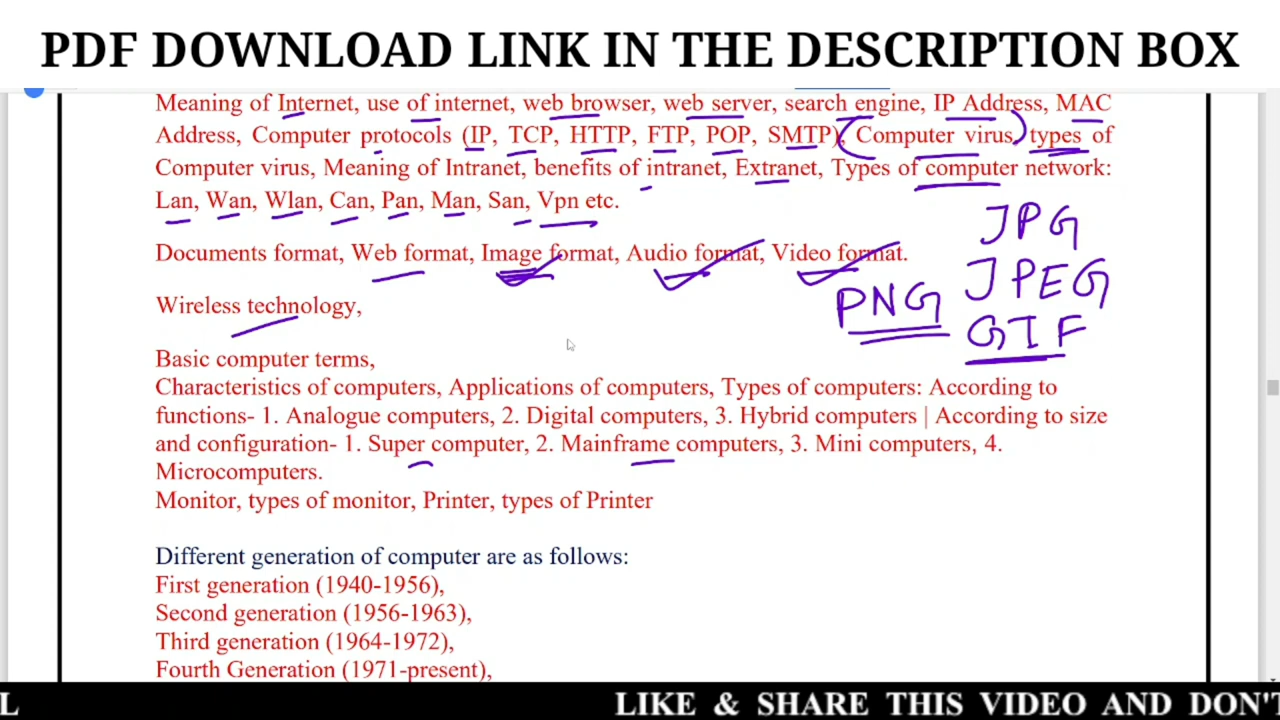 PDF DOWNLOAD LINK IN THE DESCRIPTION BOX
Meaning of Internet, use of internet, web browser, web server, search engine, IP Address, MAC
Address, Computer protocols (IP, TCP, HTTP, FTP, POP, SMTP), Computer virus, types of
Computer virus, Meaning of Intranet, benefits of intranet, Extranet, Types of computer network:
Lan, Wan, Wlan, Can, Pan, Man, San, Vpn etc.
JPG
Documents format, Web format, Image format, Audio format, Video format.
JPEG
PNG
Wireless technology,
GIF
Basic computer terms,
Characteristics of computers, Applications of computers, Types of computers: According to
functions- 1. Analogue computers, 2. Digital computers, 3. Hybrid computers | According to size
and configuration- 1. Super computer, 2. Mainframe computers, 3. Mini computers, 4.
Microcomputers.
Monitor, types of monitor, Printer, types of Printer
Different generation of computer are as follows:
First generation (1940-1956),
Second generation (1956-1963),
Third generation (1964-1972),
Fourth Generation (1971-present),
L LIKE & SHARE THIS VIDEO AND DON'T